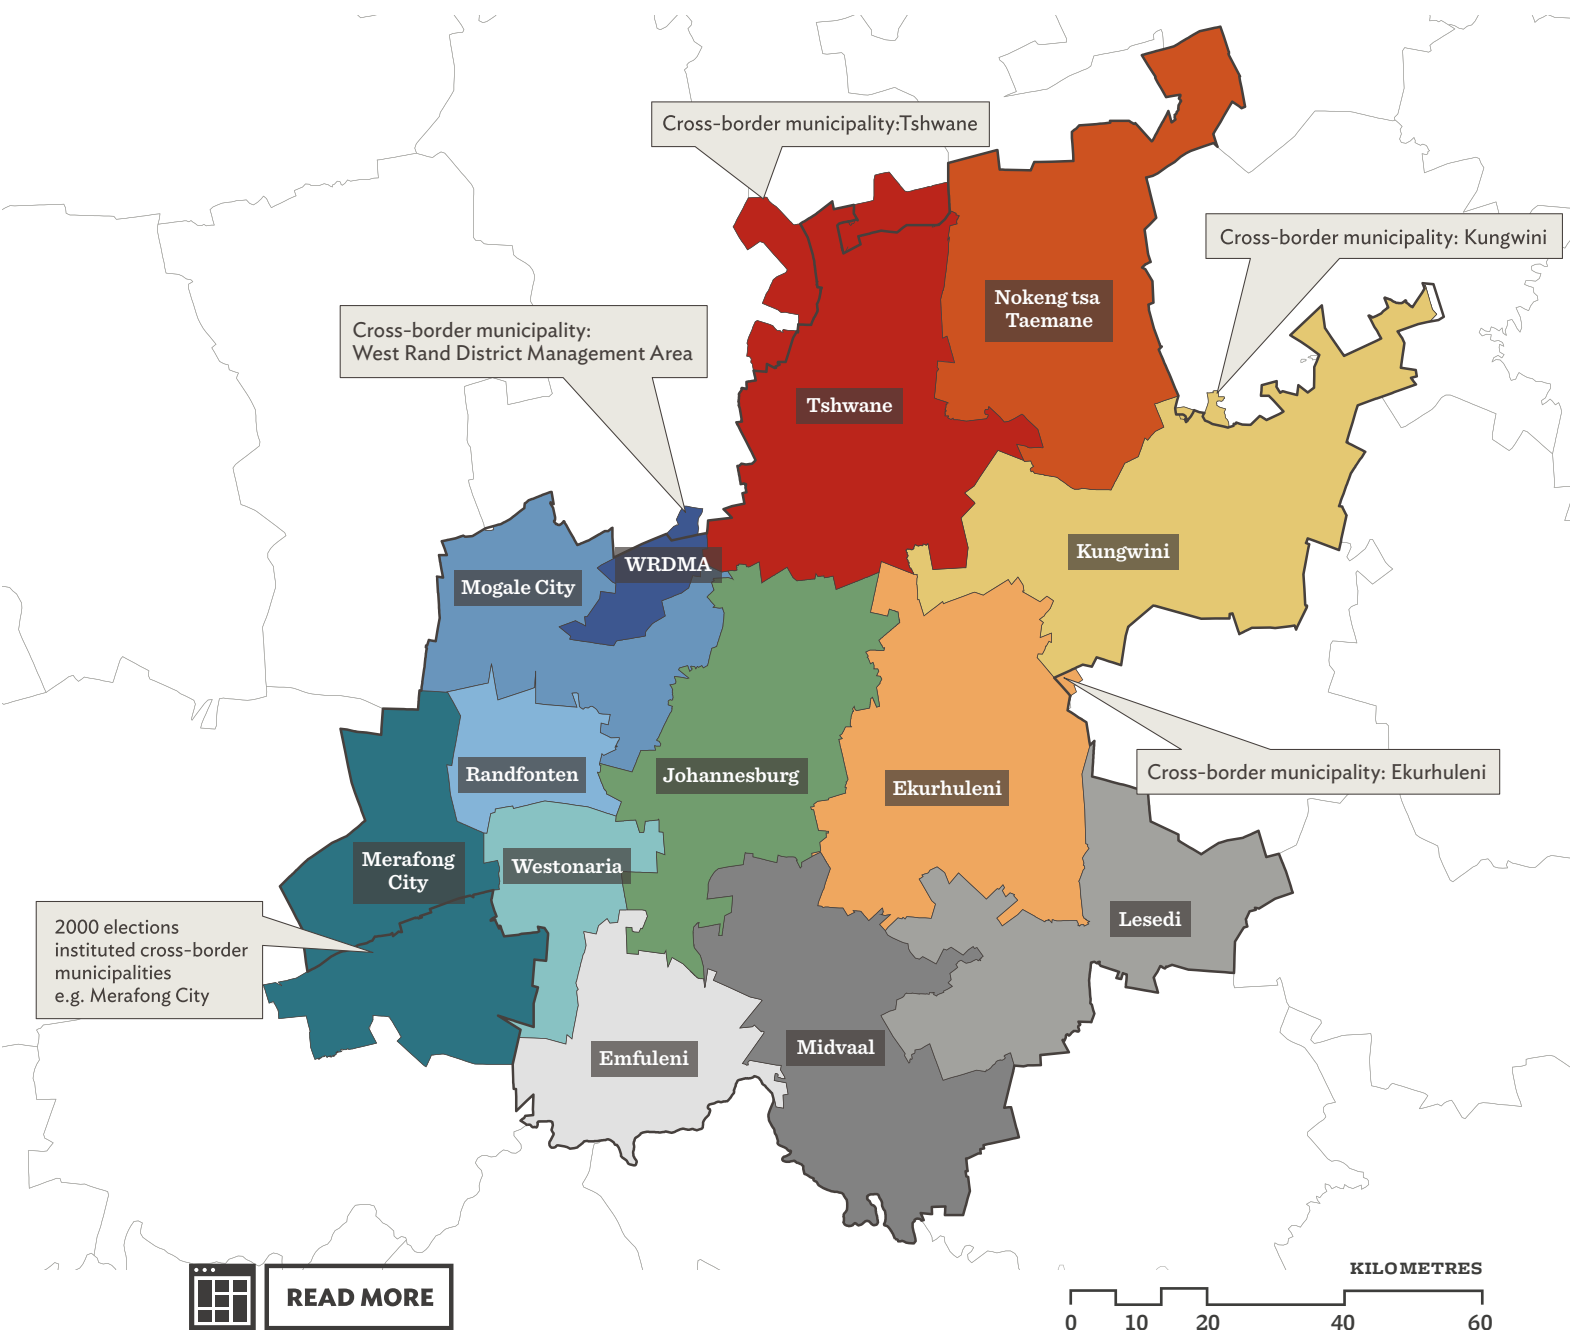 Cross-border municipality:Tshwane
Cross-border municipality: Kungwini
Nokeng tsa
Taemane
Cross-border municipality:
West Rand District Management Area
Tshwane
Kungwini
WRDMA
Mogale City
Randfonten
Johannesburg
Ekurhuleni
Cross-border municipality: Ekurhuleni
Merafong
City
Westonaria
Lesedi
2000 elections
instituted cross-border
municipalities
e.g. Merafong City
Emfuleni
Midvaal
READ MORE
KILOMETRES
0 10 20 40 60